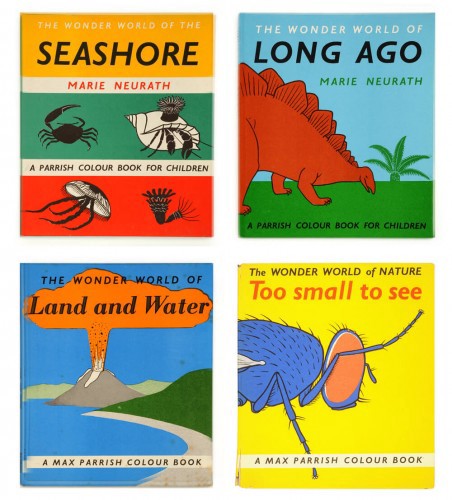 THE WONDER WORLD OF THE
SEASHORE
MARIE NEURATH
A PARRISH COLOUR BOOK FOR CHILDREN
THE WONDER WORLD OF
LONG AGO
MARIE NEURATH
A PARRISH COLOUR BOOK FOR CHILDREN
THE WONDER WORLD OF
Land and Water
A MAX PARRISH COLOUR BOOK
The WONDER WORLD of NATURE
Too small to see
A MAX PARRISH COLOUR BOOK